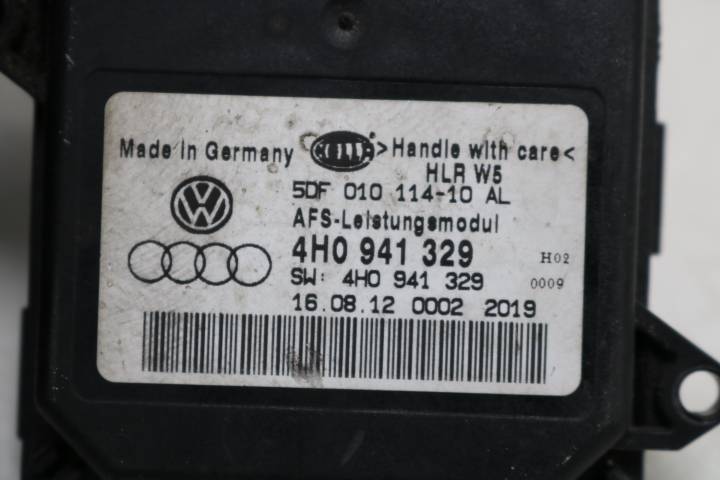 Made in Germany HELLA ® >Handle with care<
HLR W5
5DF 010 114-10 AL
AFS-Leistungsmodul
4H0 941 329 H02
SW: 4H0 941 329 0009
16.08.12 0002 2019